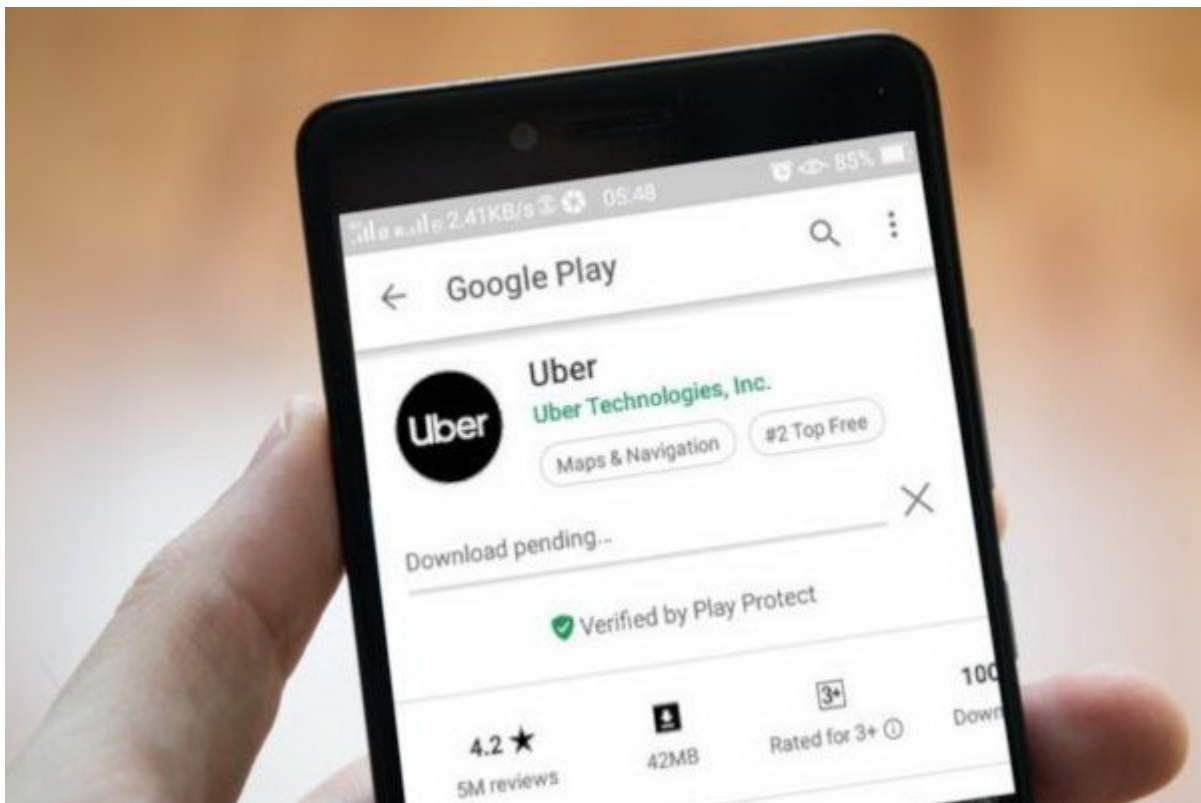 2.41KB/s 05:48 85%
Google Play
Uber
Uber
Uber Technologies, Inc.
Maps & Navigation #2 Top Free
Download pending...
Verified by Play Protect
4.2 3+ 100
5M reviews 42MB Rated for 3+ Down